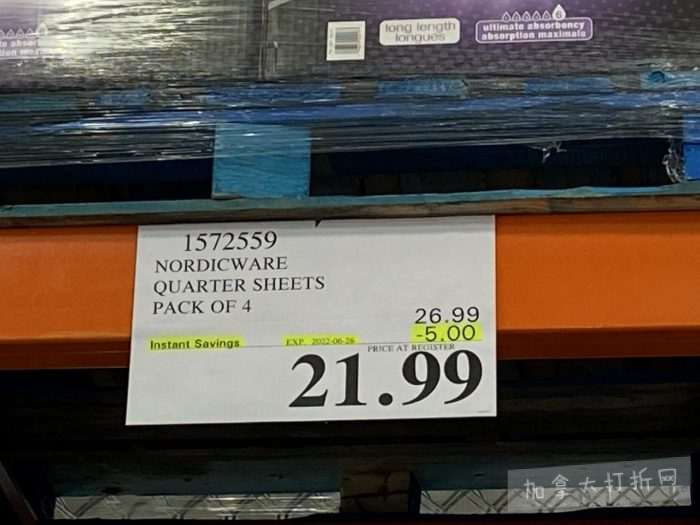 long length
longues
6
ultimate absorbency
absorption maximale
1572559
NORDICWARE
QUARTER SHEETS
PACK OF 4
26.99
Instant Savings EXP. 2022-06-26 -5.00
PRICE AT REGISTER
21.99
加拿大打折网